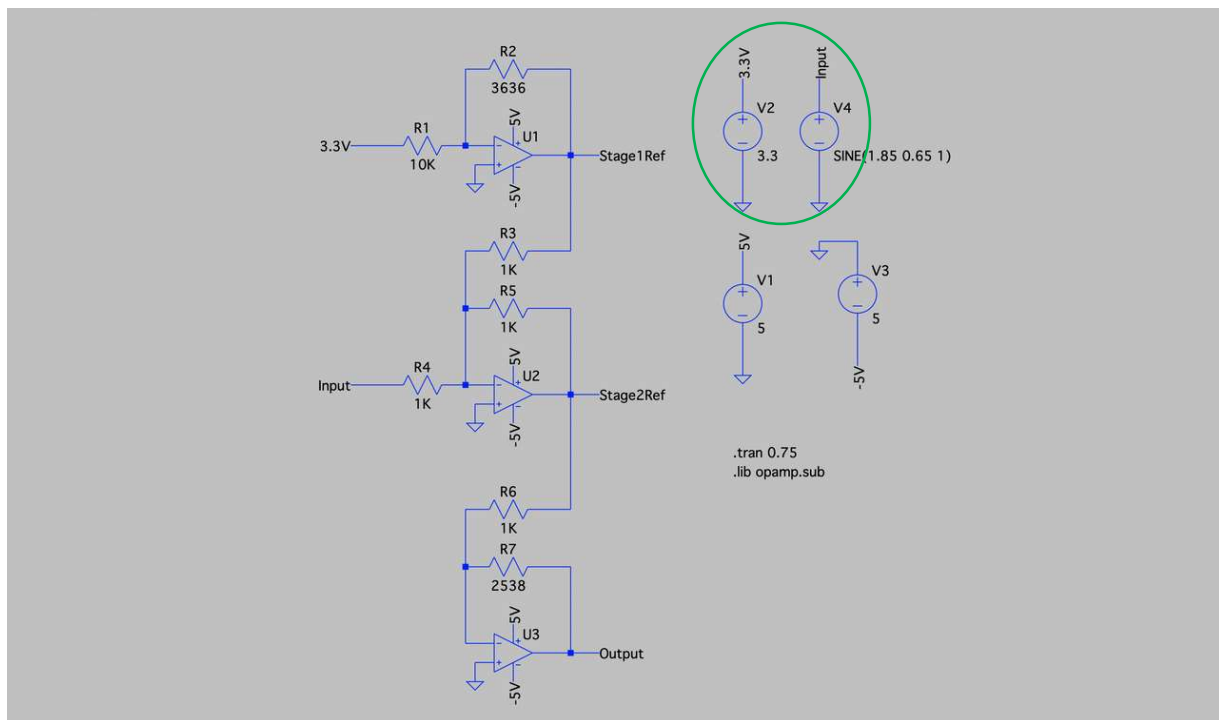 R2
3636
5V
U1
R1
3.3V
10K
-5V
Stage1Ref
R3
1K
R5
1K
5V
U2
R4
Input
1K
-5V
Stage2Ref
R6
1K
R7
2538
5V
U3
-5V
Output
3.3V
V2
3.3
Input
V4
SINE(1.85 0.65 1)
5V
V1
5
V3
5
-5V
.tran 0.75
.lib opamp.sub